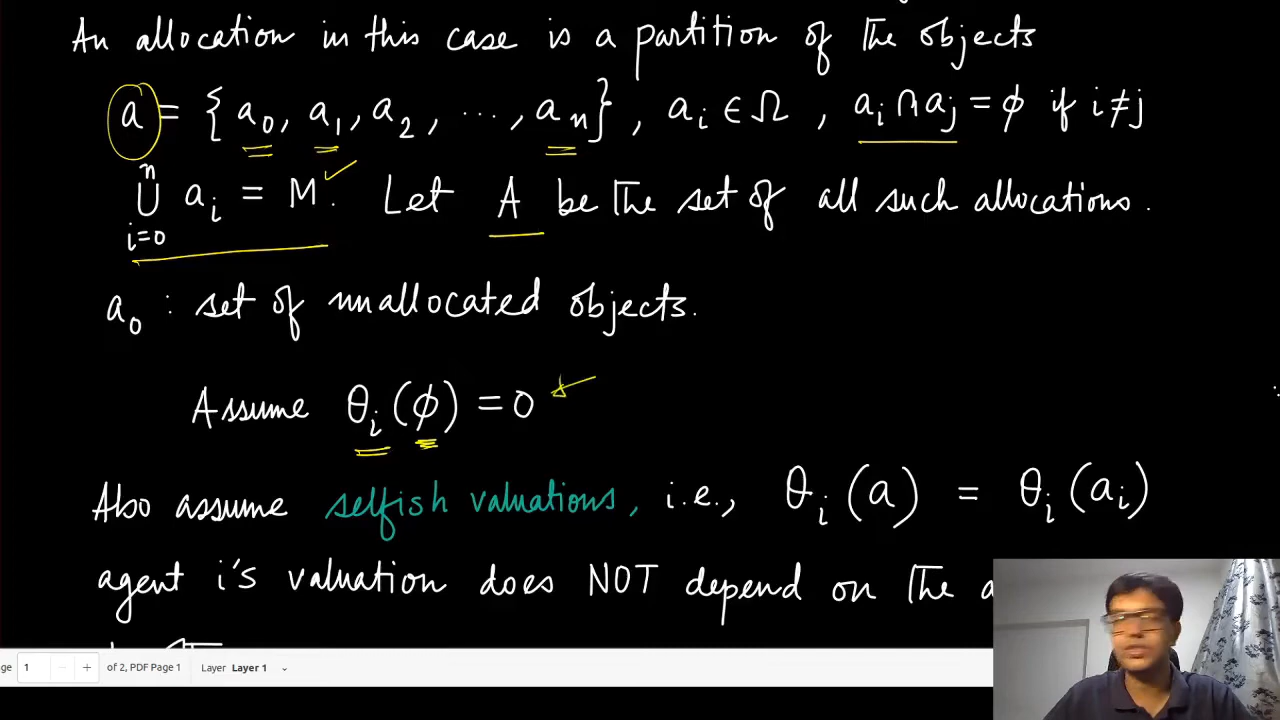 An allocation in this case is a partition of the objects
a = {a₀, a₁, a₂, ..., aₙ}, aᵢ ∈ Ω, aᵢ ∩ aⱼ = ϕ if i ≠ j
n
∪ aᵢ = M. Let A be the set of all such allocations.
i=0
a₀ : set of unallocated objects.
Assume θᵢ(ϕ) = 0
Also assume selfish valuations, i.e., θᵢ(a) = θᵢ(aᵢ)
agent i's valuation does NOT depend on the
1 − + of 2, PDF Page 1 Layer Layer 1